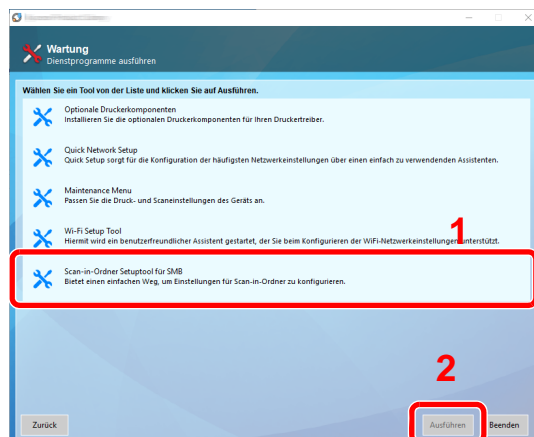 Wartung
Dienstprogramme ausführen
Wählen Sie ein Tool von der Liste und klicken Sie auf Ausführen.
Optionale Druckerkomponenten
Installieren Sie die optionalen Druckerkomponenten für Ihren Druckertreiber.
Quick Network Setup
Quick Setup sorgt für die Konfiguration der häufigsten Netzwerkeinstellungen über einen einfach zu verwendenden Assistenten.
Maintenance Menu
Passen Sie die Druck- und Scaneinstellungen des Geräts an.
1
Wi-Fi Setup Tool
Hiermit wird ein benutzerfreundlicher Assistent gestartet, der Sie beim Konfigurieren der WiFi-Netzwerkeinstellungen unterstützt.
Scan-in-Ordner Setuptool für SMB
Bietet einen einfachen Weg, um Einstellungen für Scan-in-Ordner zu konfigurieren.
2
Zurück Ausführen Beenden